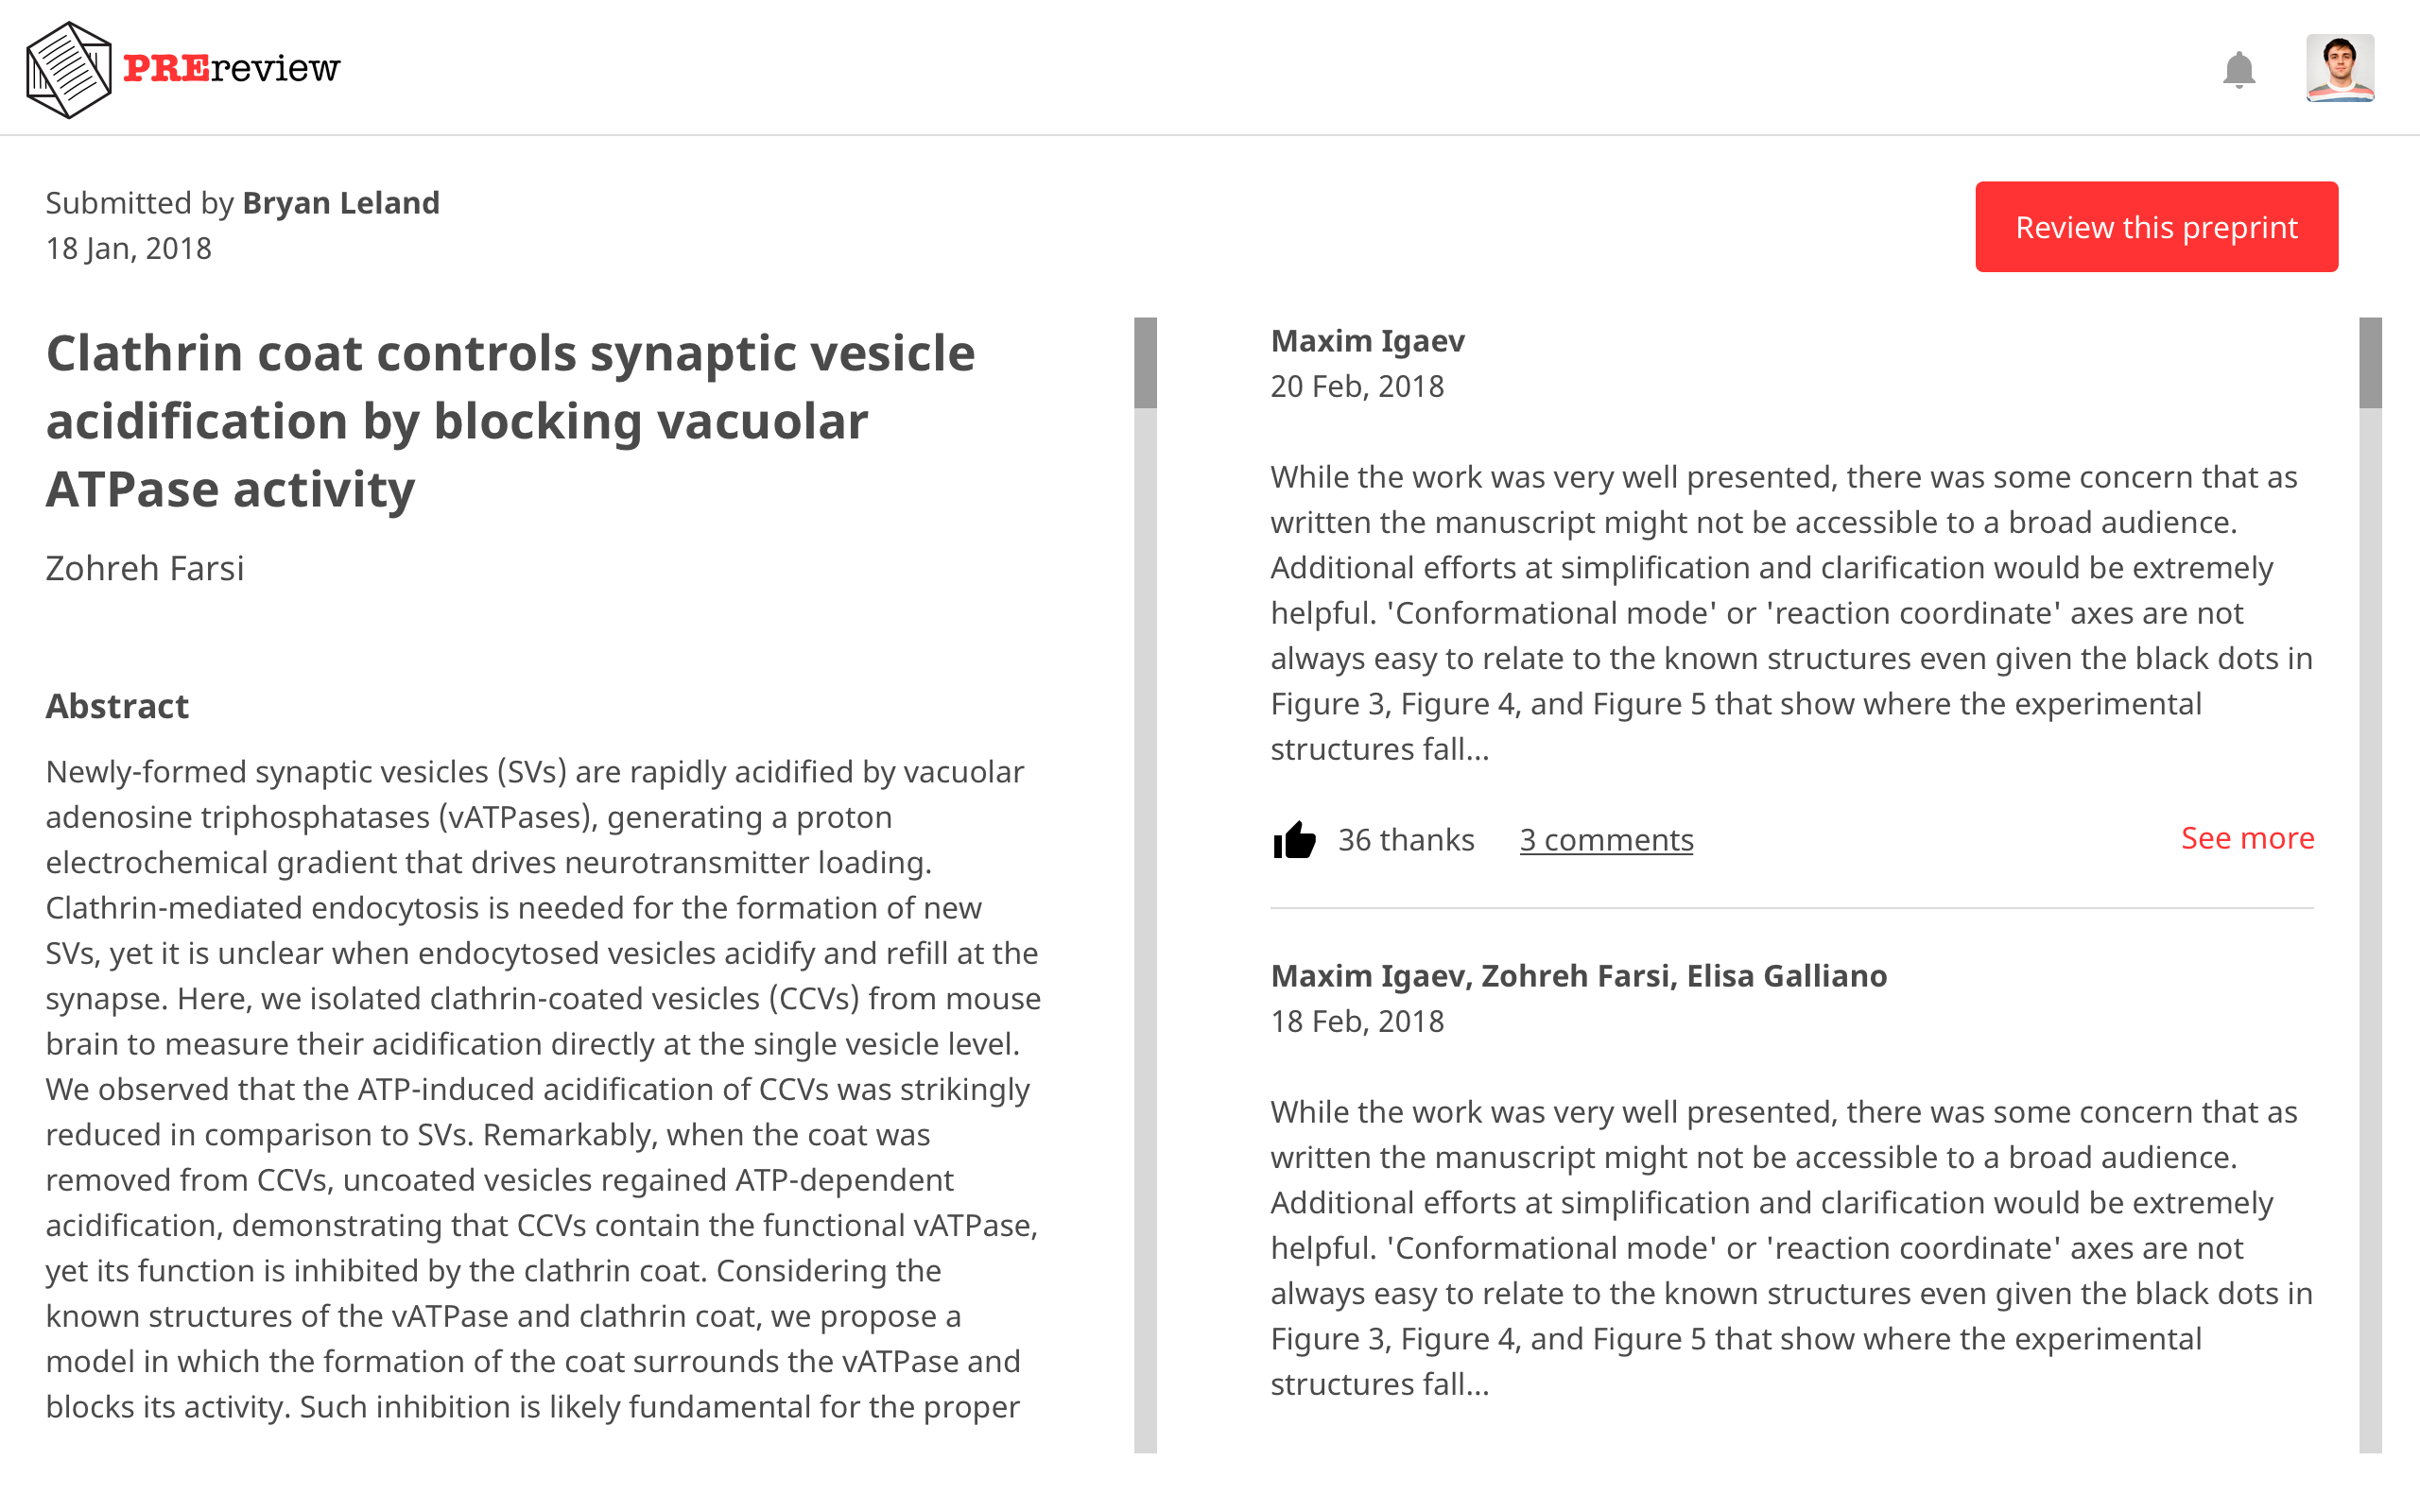 PREreview
Submitted by Bryan Leland
18 Jan, 2018
Review this preprint
Clathrin coat controls synaptic vesicle
acidification by blocking vacuolar
ATPase activity
Zohreh Farsi
Abstract
Newly-formed synaptic vesicles (SVs) are rapidly acidified by vacuolar
adenosine triphosphatases (vATPases), generating a proton
electrochemical gradient that drives neurotransmitter loading.
Clathrin-mediated endocytosis is needed for the formation of new
SVs, yet it is unclear when endocytosed vesicles acidify and refill at the
synapse. Here, we isolated clathrin-coated vesicles (CCVs) from mouse
brain to measure their acidification directly at the single vesicle level.
We observed that the ATP-induced acidification of CCVs was strikingly
reduced in comparison to SVs. Remarkably, when the coat was
removed from CCVs, uncoated vesicles regained ATP-dependent
acidification, demonstrating that CCVs contain the functional vATPase,
yet its function is inhibited by the clathrin coat. Considering the
known structures of the vATPase and clathrin coat, we propose a
model in which the formation of the coat surrounds the vATPase and
blocks its activity. Such inhibition is likely fundamental for the proper
Maxim Igaev
20 Feb, 2018
While the work was very well presented, there was some concern that as
written the manuscript might not be accessible to a broad audience.
Additional efforts at simplification and clarification would be extremely
helpful. 'Conformational mode' or 'reaction coordinate' axes are not
always easy to relate to the known structures even given the black dots in
Figure 3, Figure 4, and Figure 5 that show where the experimental
structures fall...
36 thanks 3 comments See more
Maxim Igaev, Zohreh Farsi, Elisa Galliano
18 Feb, 2018
While the work was very well presented, there was some concern that as
written the manuscript might not be accessible to a broad audience.
Additional efforts at simplification and clarification would be extremely
helpful. 'Conformational mode' or 'reaction coordinate' axes are not
always easy to relate to the known structures even given the black dots in
Figure 3, Figure 4, and Figure 5 that show where the experimental
structures fall...